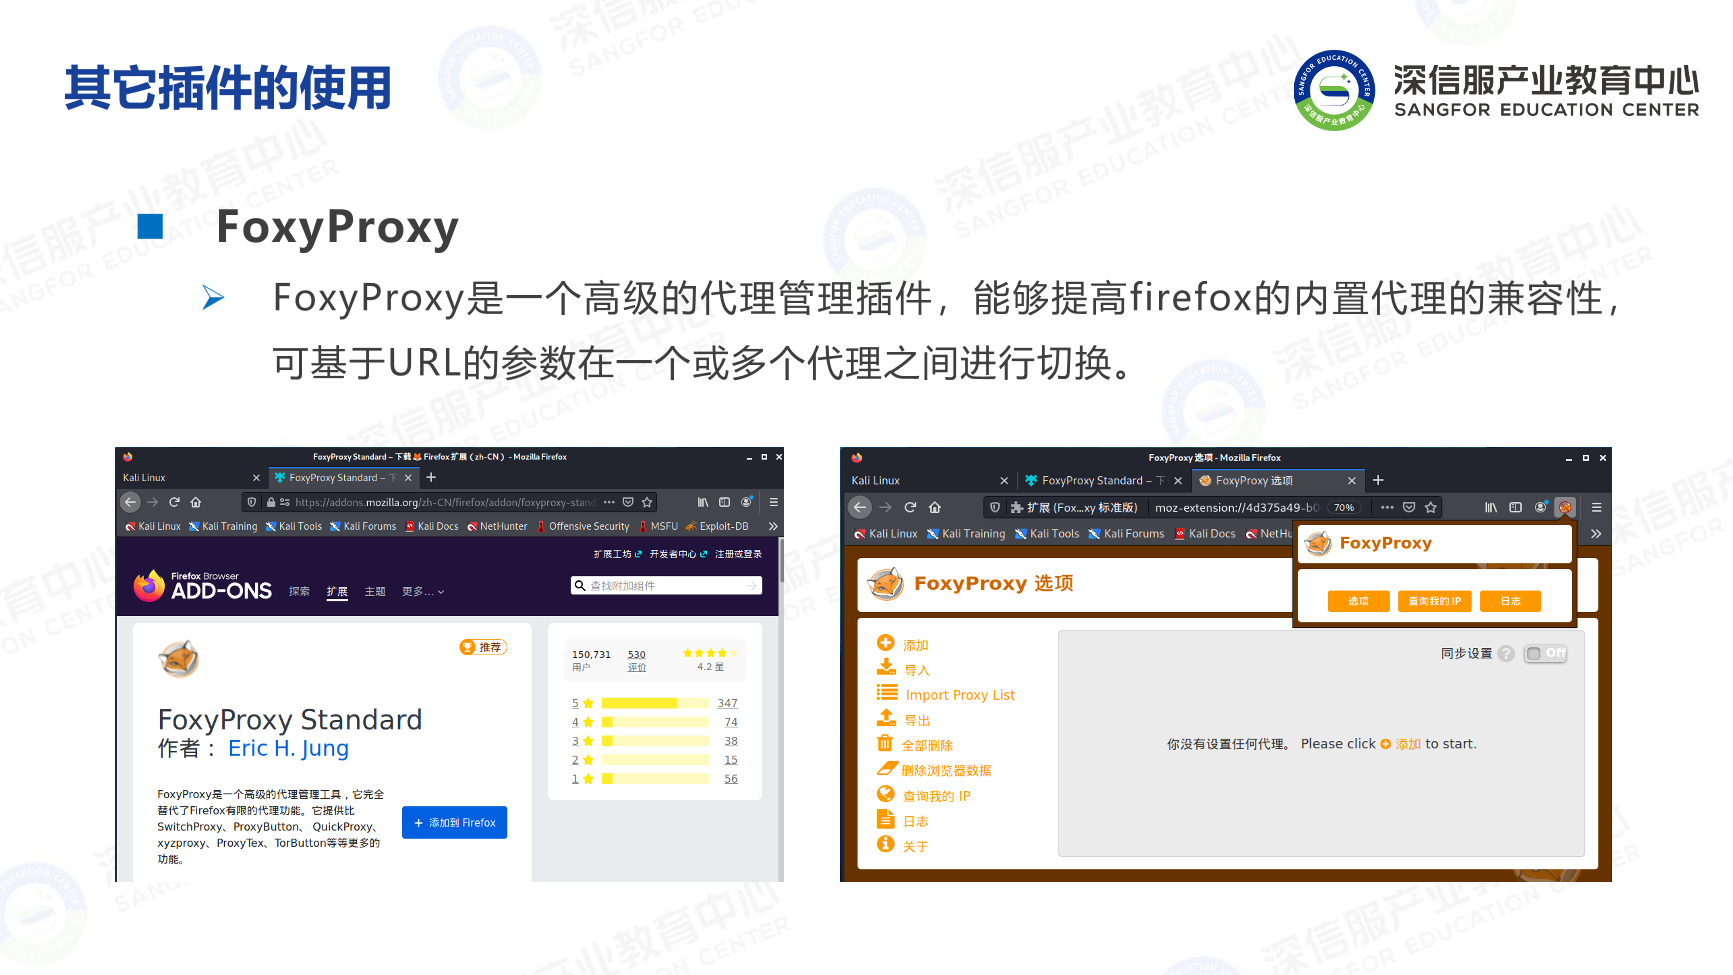 其它插件的使用
深信服产业教育中心
SANGFOR EDUCATION CENTER
FoxyProxy
FoxyProxy是一个高级的代理管理插件，能够提高firefox的内置代理的兼容性，
可基于URL的参数在一个或多个代理之间进行切换。
FoxyProxy Standard – 下载 Firefox 扩展（zh-CN） - Mozilla Firefox
Kali Linux
FoxyProxy Standard – 下
https://addons.mozilla.org/zh-CN/firefox/addon/foxyproxy-stand
Kali Linux Kali Training Kali Tools Kali Forums Kali Docs NetHunter Offensive Security MSFU Exploit-DB
扩展工坊 开发者中心 注册或登录
Firefox Browser
ADD-ONS
探索 扩展 主题 更多...
查找附加组件
推荐
FoxyProxy Standard
作者： Eric H. Jung
FoxyProxy是一个高级的代理管理工具，它完全
替代了Firefox有限的代理功能。它提供比
SwitchProxy、ProxyButton、 QuickProxy、
xyzproxy、ProxyTex、TorButton等等更多的
功能。
+ 添加到 Firefox
150,731
用户
530
评价
4.2 星
5 347
4 74
3 38
2 15
1 56
FoxyProxy 选项 - Mozilla Firefox
Kali Linux
FoxyProxy Standard – 下
FoxyProxy 选项
扩展 (Fox...xy 标准版) moz-extension://4d375a49-b0 70%
Kali Linux Kali Training Kali Tools Kali Forums Kali Docs NetHu
FoxyProxy
选项 查询我的 IP 日志
FoxyProxy 选项
添加
导入
Import Proxy List
导出
全部删除
删除浏览器数据
查询我的 IP
日志
关于
同步设置 ? Off
你没有设置任何代理。 Please click 添加 to start.